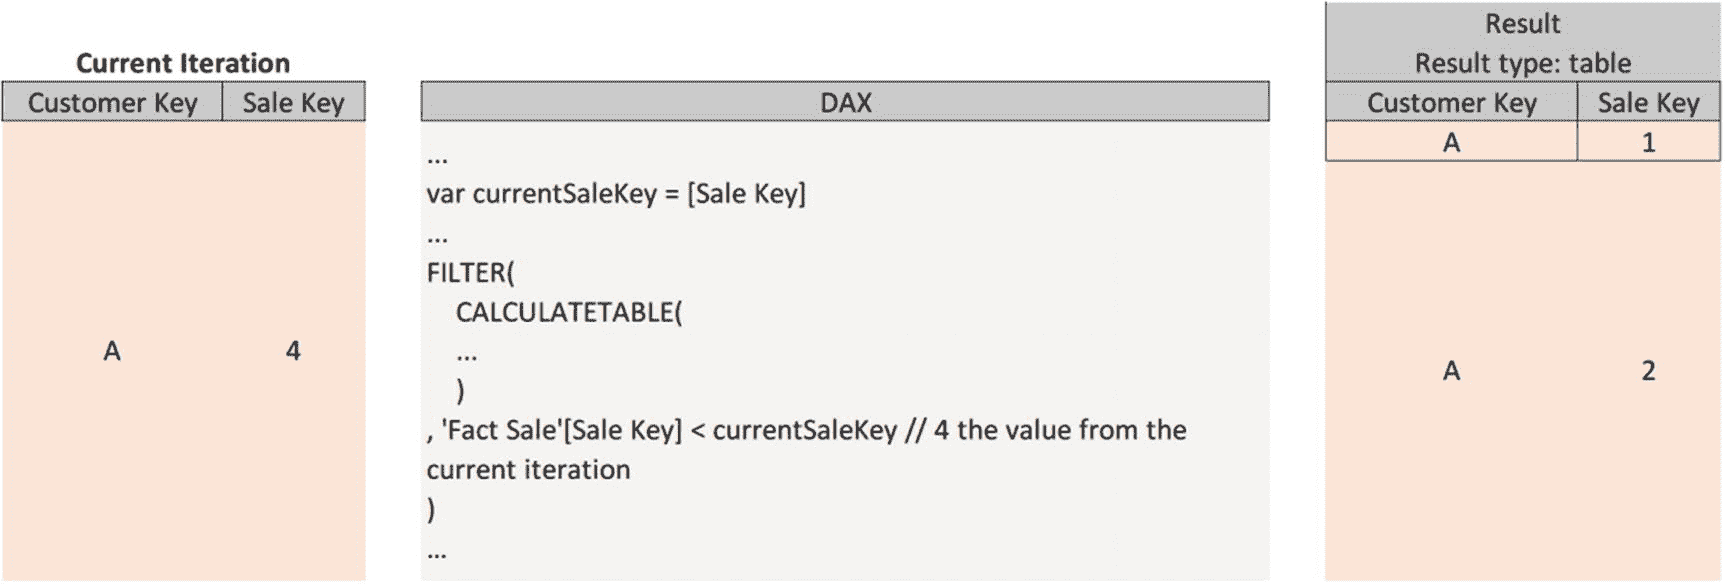 Current Iteration
Customer Key Sale Key
A 4
DAX
...
var currentSaleKey = [Sale Key]
...
FILTER(
CALCULATETABLE(
...
)
, 'Fact Sale'[Sale Key] < currentSaleKey // 4 the value from the
current iteration
)
...
Result
Result type: table
Customer Key Sale Key
A 1
A 2